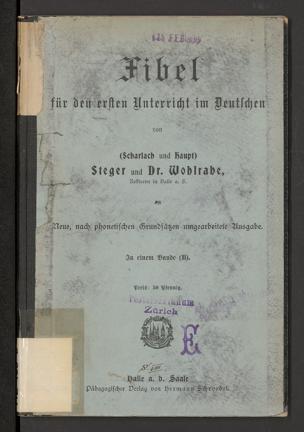 Fibel
für den ersten Unterricht im Deutschen
von
(Scharlach und Haupt)
Steger und Dr. Wohlrabe,
Rektoren in Halle a. S.
Neue, nach phonetischen Grundsätzen umgearbeitete Ausgabe.
In einem Bande (B).
Preis: 50 Pfennig.
Pestalozzianum
Zürich
E
Halle a. d. Saale
Pädagogischer Verlag von Hermann Schroedel.